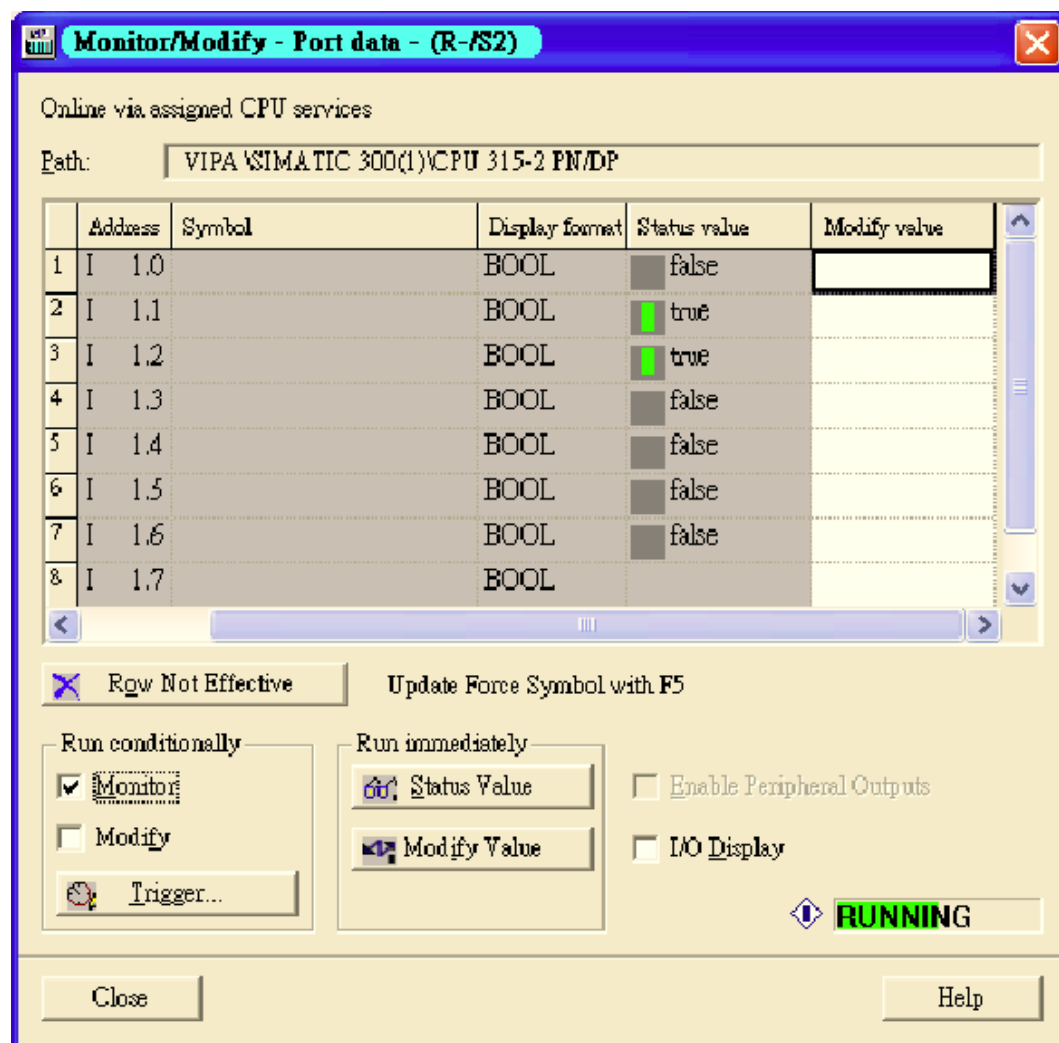 Monitor/Modify - Port data - (R-/S2)
Online via assigned CPU services
Path: VIPA\SIMATIC 300(1)\CPU 315-2 PN/DP
Address Symbol Display format Status value Modify value
1 I 1.0 BOOL false
2 I 1.1 BOOL true
3 I 1.2 BOOL true
4 I 1.3 BOOL false
5 I 1.4 BOOL false
6 I 1.5 BOOL false
7 I 1.6 BOOL false
8 I 1.7 BOOL
Row Not Effective Update Force Symbol with F5
Run conditionally Run immediately
Monitor Status Value Enable Peripheral Outputs
Modify Modify Value I/O Display
Trigger...
RUNNING
Close Help